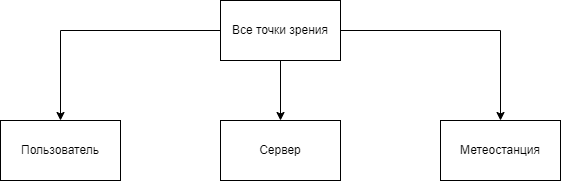 Все точки зрения
Пользователь
Сервер
Метеостанция